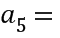 a₅ =